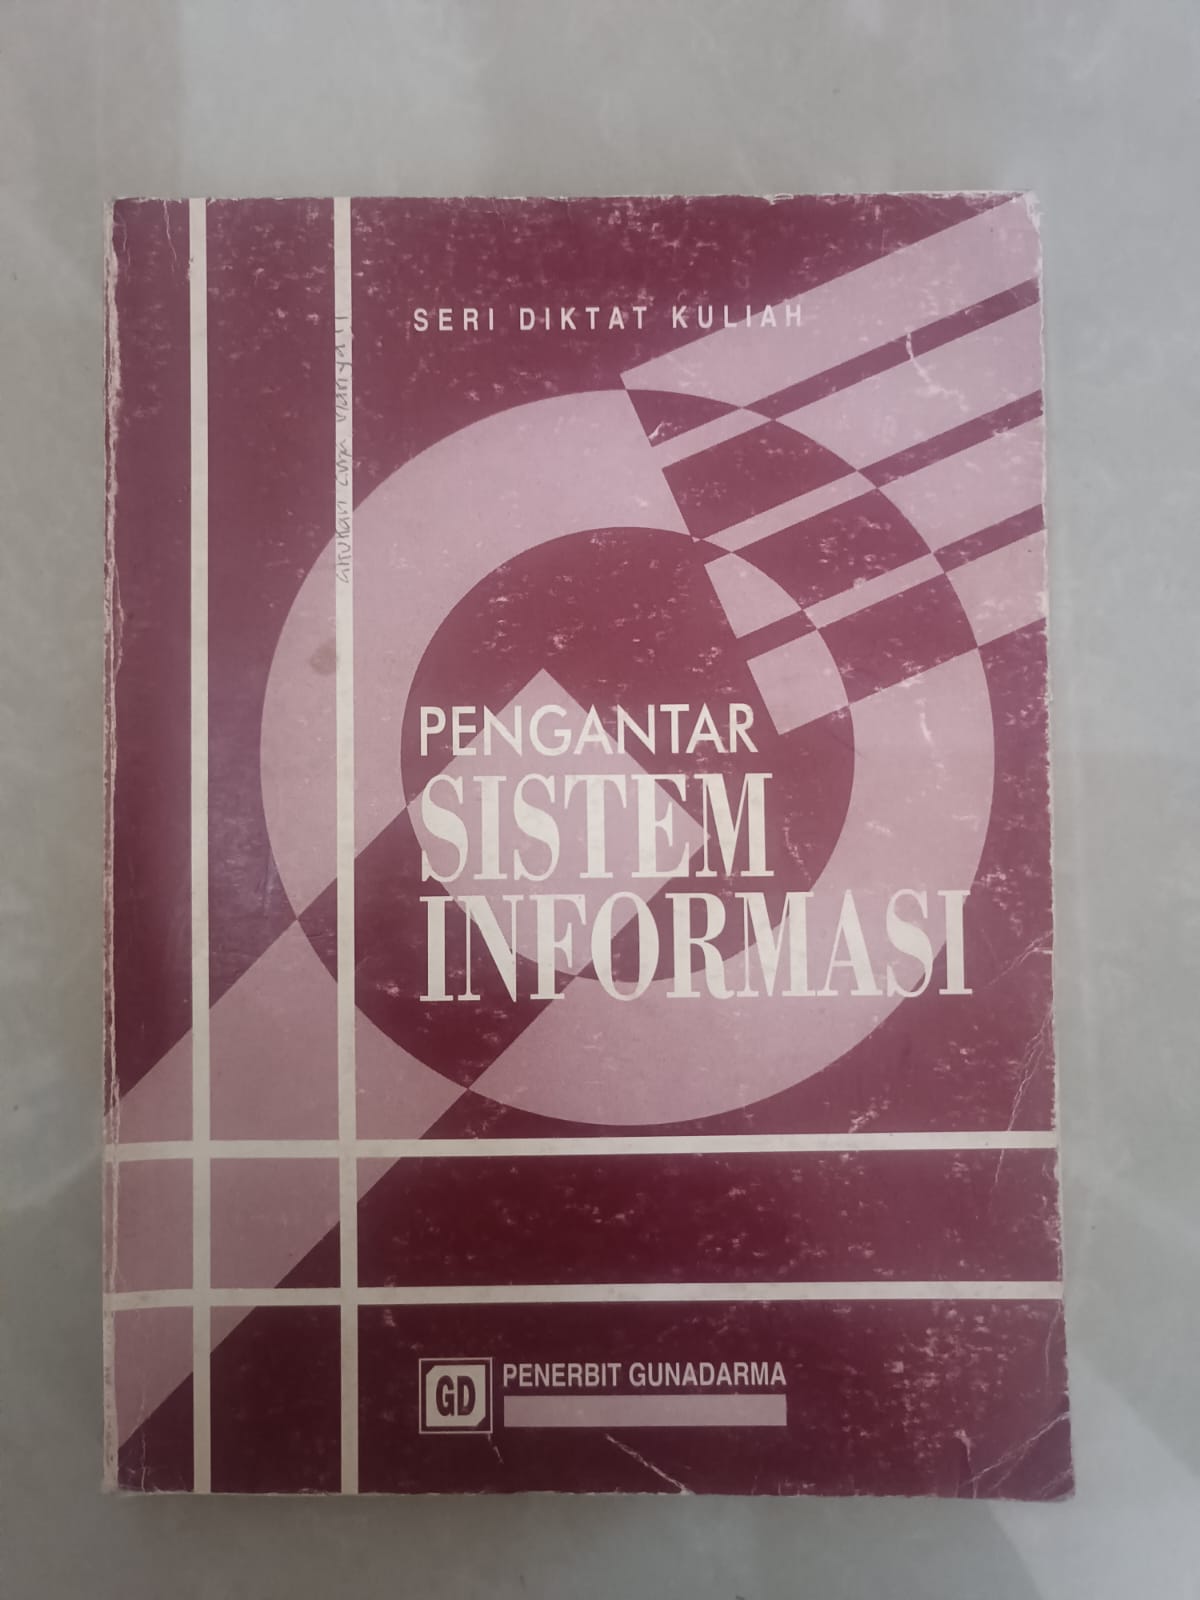 SERI DIKTAT KULIAH
PENGANTAR
SISTEM
INFORMASI
GD
PENERBIT GUNADARMA